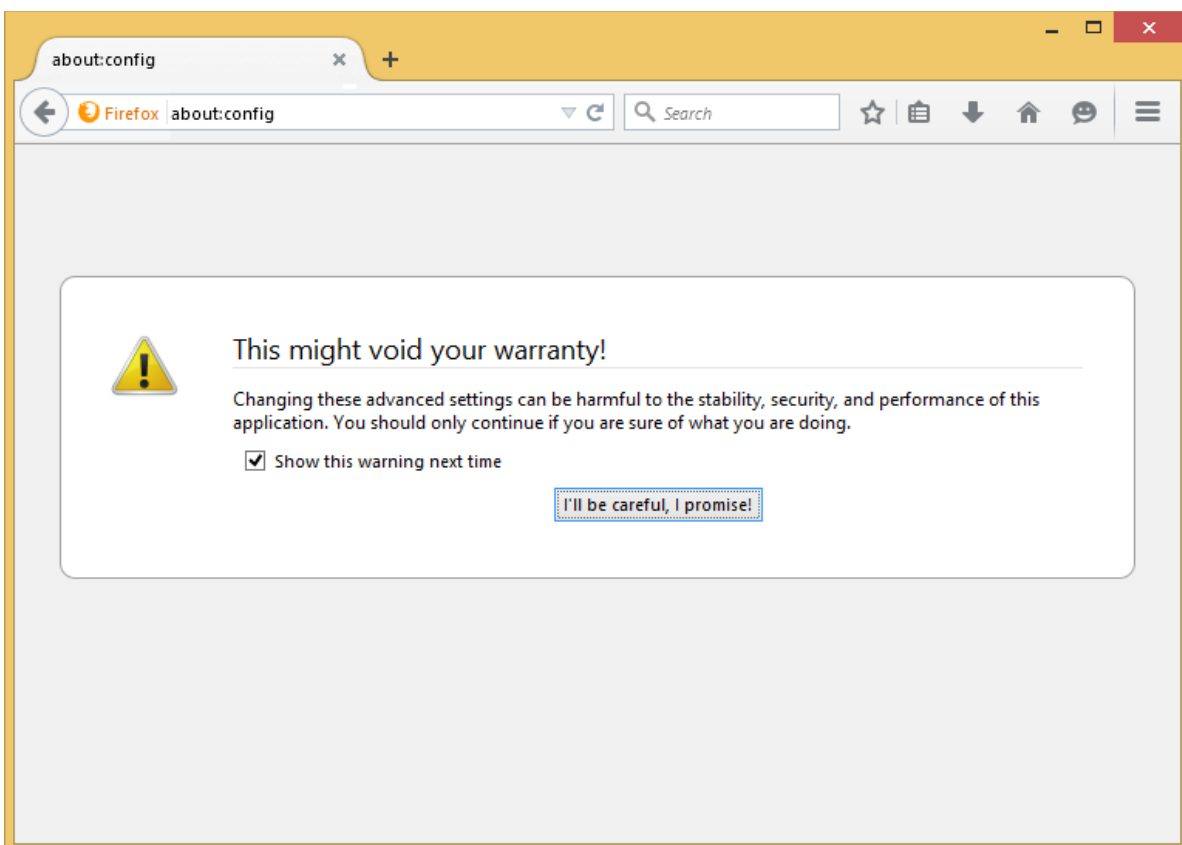 about:config
Firefox about:config Search
This might void your warranty!
Changing these advanced settings can be harmful to the stability, security, and performance of this
application. You should only continue if you are sure of what you are doing.
Show this warning next time
I'll be careful, I promise!